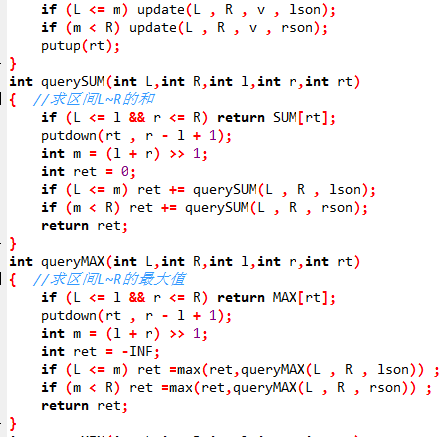 if (L <= m) update(L , R , v , lson);
if (m < R) update(L , R , v , rson);
putup(rt);
}
int querySUM(int L,int R,int l,int r,int rt)
{  //求区间L~R的和
if (L <= l && r <= R) return SUM[rt];
putdown(rt , r - l + 1);
int m = (l + r) >> 1;
int ret = 0;
if (L <= m) ret += querySUM(L , R , lson);
if (m < R) ret += querySUM(L , R , rson);
return ret;
}
int queryMAX(int L,int R,int l,int r,int rt)
{  //求区间L~R的最大值
if (L <= l && r <= R) return MAX[rt];
putdown(rt , r - l + 1);
int m = (l + r) >> 1;
int ret = -INF;
if (L <= m) ret =max(ret,queryMAX(L , R , lson)) ;
if (m < R) ret =max(ret,queryMAX(L , R , rson)) ;
return ret;
}